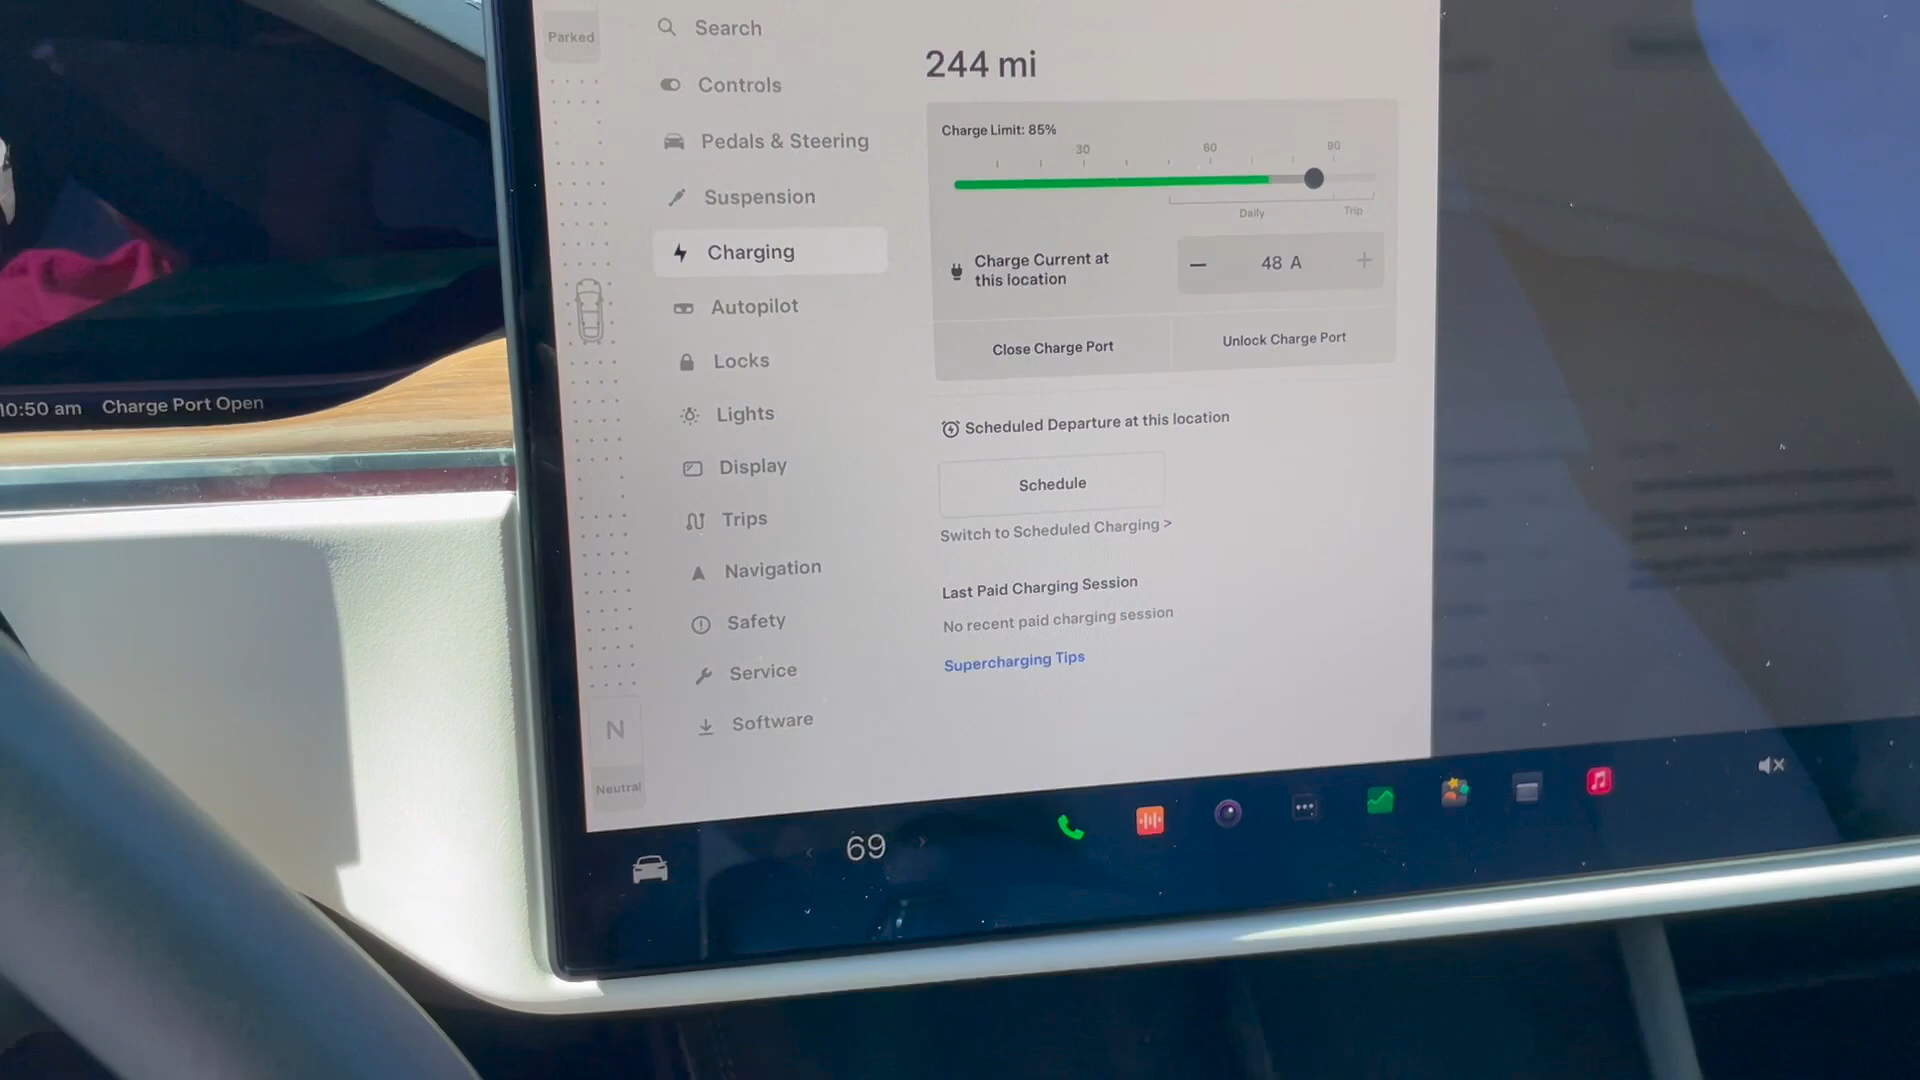 Parked
Search
Controls
Pedals & Steering
Suspension
Charging
Autopilot
Locks
Lights
Display
Trips
Navigation
Safety
Service
Software
N
Neutral
244 mi
Charge Limit: 85%
30 60 90
Daily Trip
Charge Current at
this location
48 A
Close Charge Port Unlock Charge Port
Scheduled Departure at this location
Schedule
Switch to Scheduled Charging >
Last Paid Charging Session
No recent paid charging session
Supercharging Tips
10:50 am Charge Port Open
69